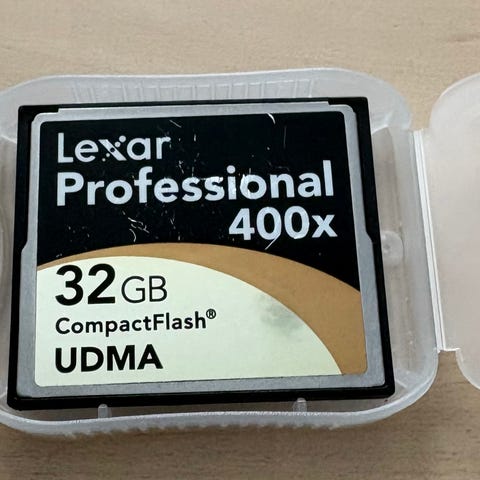 Lexar
Professional
400x
32GB
CompactFlash®
UDMA